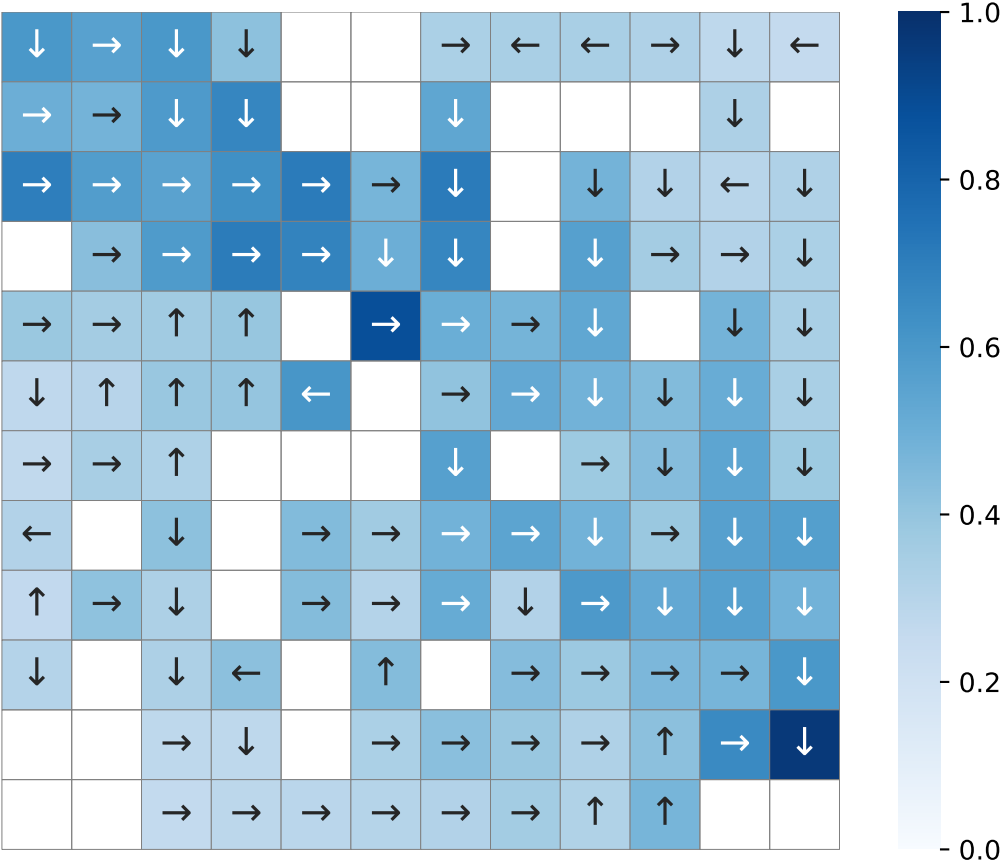 ↓ → ↓ ↓ → ← ← → ↓ ←
→ → ↓ ↓ ↓ ↓
→ → → → → → ↓ ↓ ↓ ← ↓
→ → → → ↓ ↓ ↓ → → ↓
→ → ↑ ↑ → → → ↓ ↓ ↓
↓ ↑ ↑ ↑ ← → → ↓ ↓ ↓ ↓
→ → ↑ ↓ → ↓ ↓ ↓
← ↓ → → → → ↓ → ↓ ↓
↑ → ↓ → → → ↓ → ↓ ↓ ↓
↓ ↓ ← ↑ → → → → ↓
→ ↓ → → → → ↑ → ↓
→ → → → → → ↑ ↑
1.0
0.8
0.6
0.4
0.2
0.0